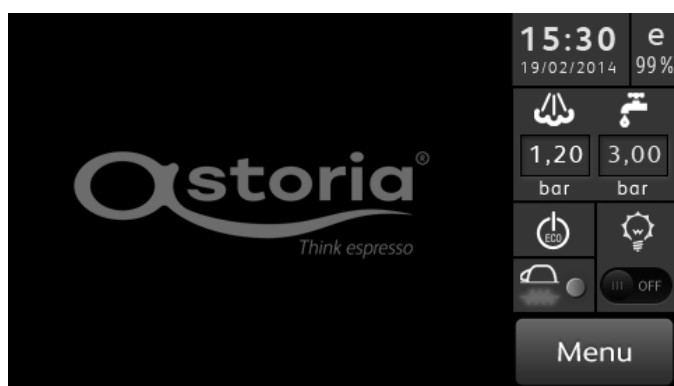 astoria®
Think espresso
15:30
19/02/2014
e
99%
1,20
3,00
bar
bar
ECO
OFF
Menu